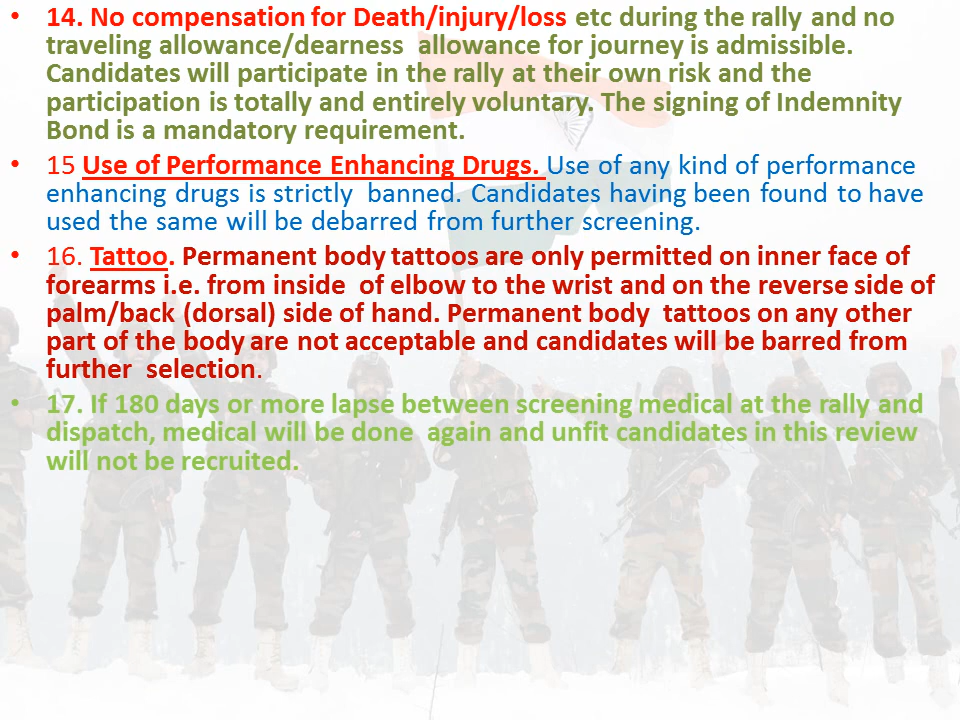 • 14. No compensation for Death/injury/loss etc during the rally and no
traveling allowance/dearness allowance for journey is admissible.
Candidates will participate in the rally at their own risk and the
participation is totally and entirely voluntary. The signing of Indemnity
Bond is a mandatory requirement.
• 15 Use of Performance Enhancing Drugs. Use of any kind of performance
enhancing drugs is strictly banned. Candidates having been found to have
used the same will be debarred from further screening.
• 16. Tattoo. Permanent body tattoos are only permitted on inner face of
forearms i.e. from inside of elbow to the wrist and on the reverse side of
palm/back (dorsal) side of hand. Permanent body tattoos on any other
part of the body are not acceptable and candidates will be barred from
further selection.
• 17. If 180 days or more lapse between screening medical at the rally and
dispatch, medical will be done again and unfit candidates in this review
will not be recruited.